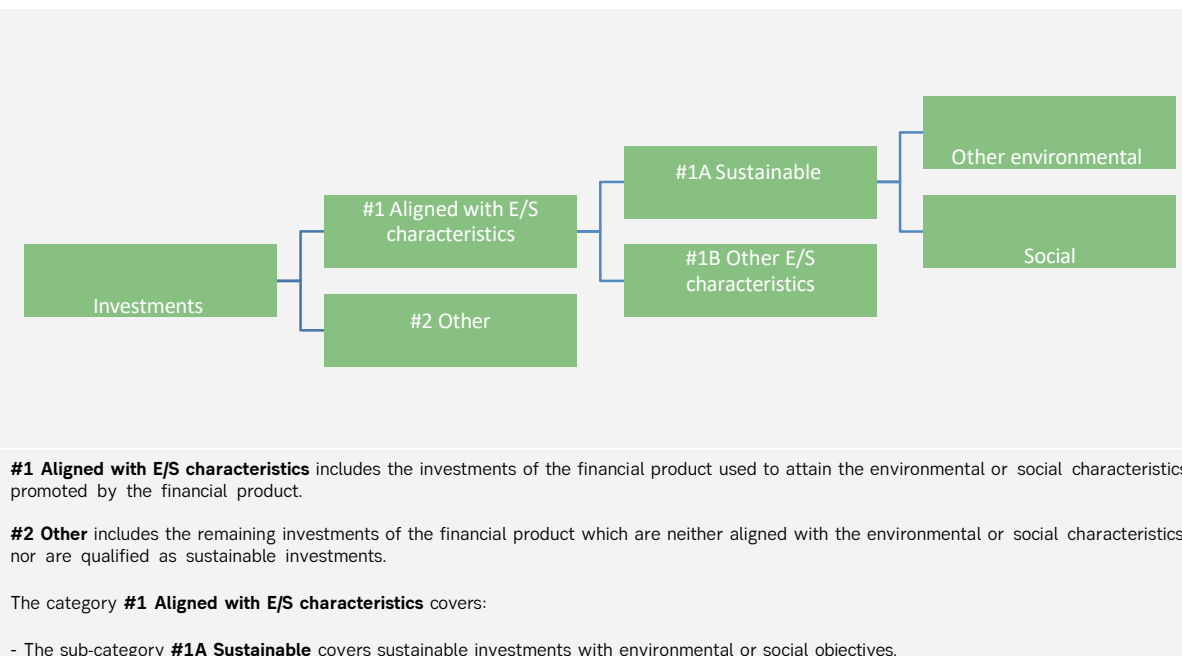 Other environmental
#1A Sustainable
#1 Aligned with E/S
characteristics
Social
#1B Other E/S
characteristics
Investments
#2 Other
#1 Aligned with E/S characteristics includes the investments of the financial product used to attain the environmental or social characteristics
promoted by the financial product.
#2 Other includes the remaining investments of the financial product which are neither aligned with the environmental or social characteristics
nor are qualified as sustainable investments.
The category #1 Aligned with E/S characteristics covers:
- The sub-category #1A Sustainable covers sustainable investments with environmental or social objectives.